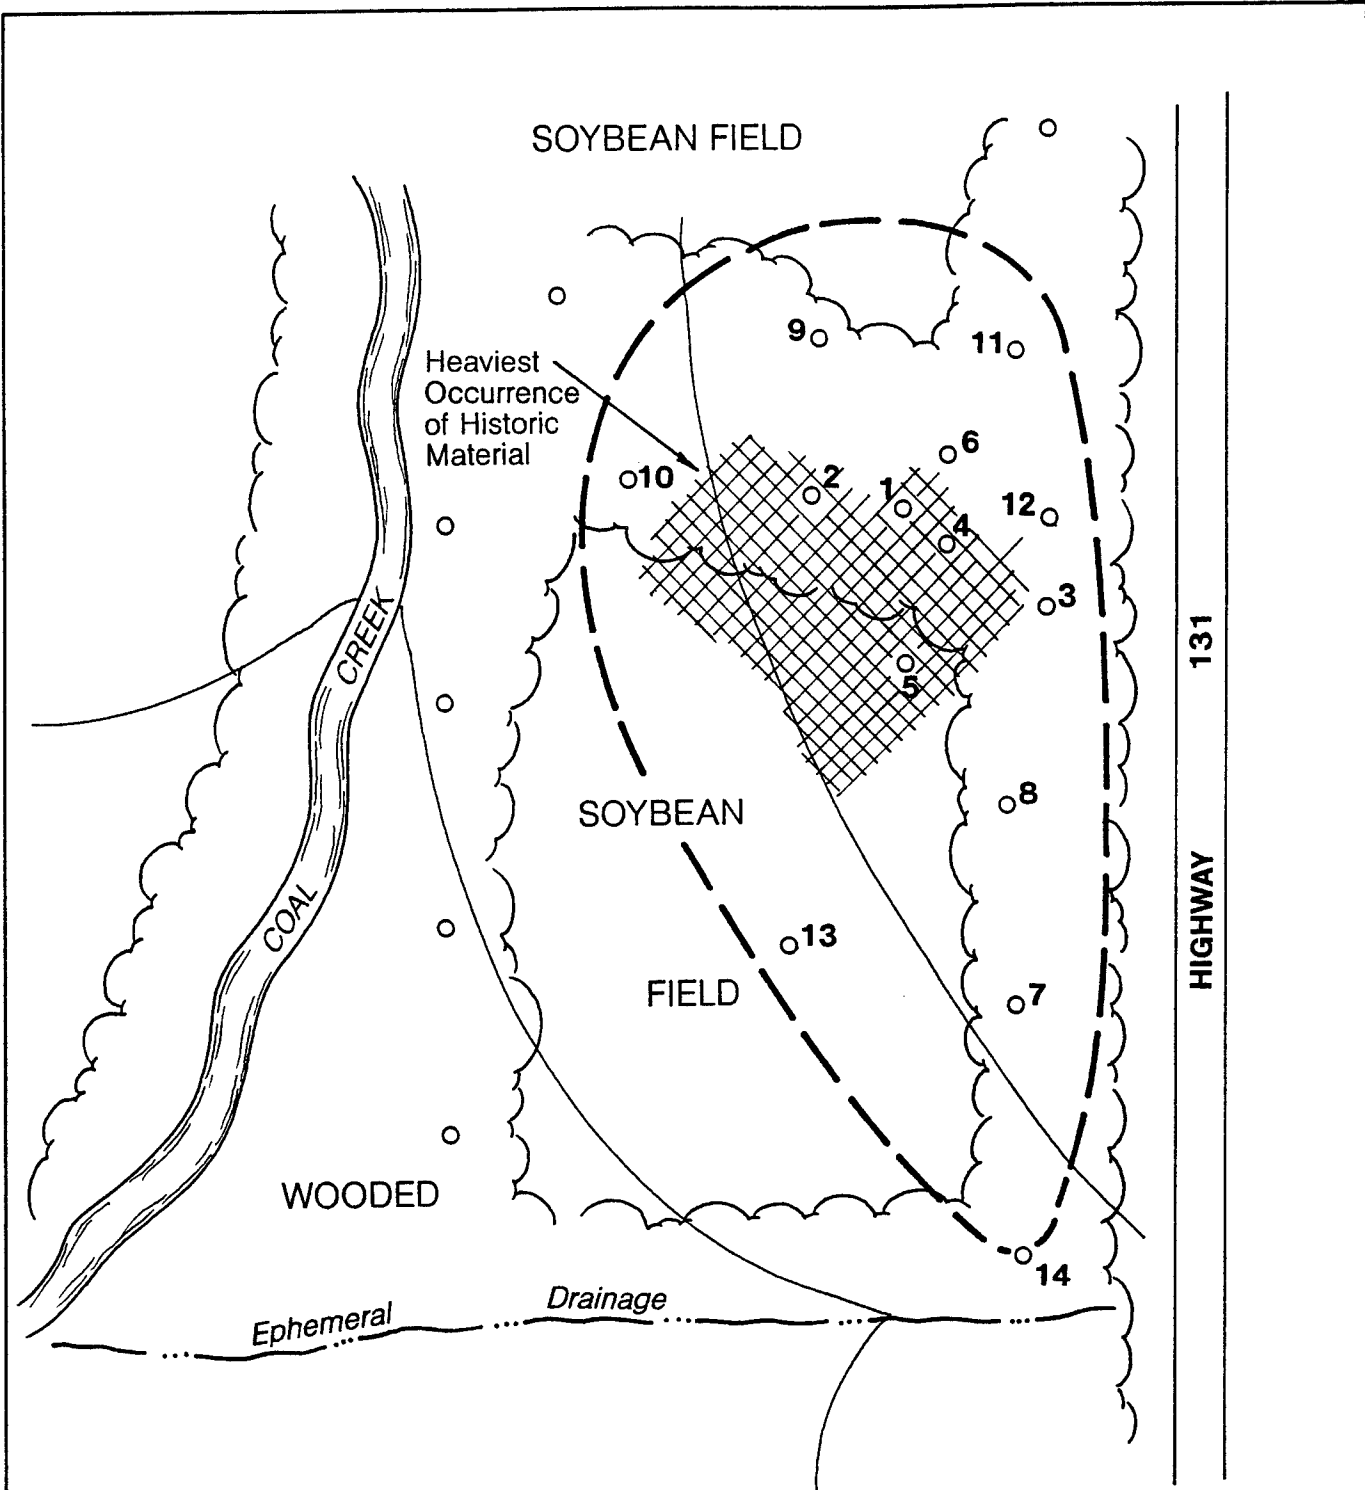 SOYBEAN FIELD
9
11
Heaviest
Occurrence
of Historic
Material
10
2
1
6
4
12
3
5
CREEK
131
SOYBEAN
8
COAL
HIGHWAY
13
FIELD
7
WOODED
14
Ephemeral Drainage